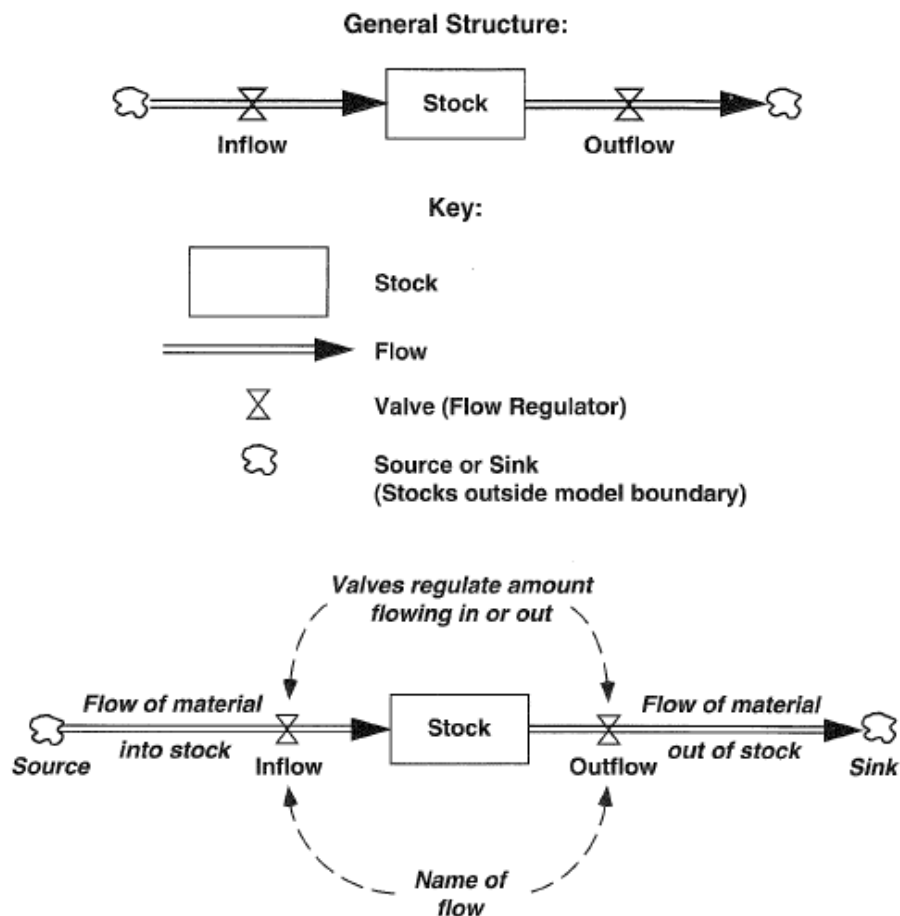 General Structure:
Stock
Inflow
Outflow
Key:
Stock
Flow
Valve (Flow Regulator)
Source or Sink
(Stocks outside model boundary)
Valves regulate amount
flowing in or out
Flow of material
into stock
Stock
Flow of material
out of stock
Source
Inflow
Outflow
Sink
Name of
flow